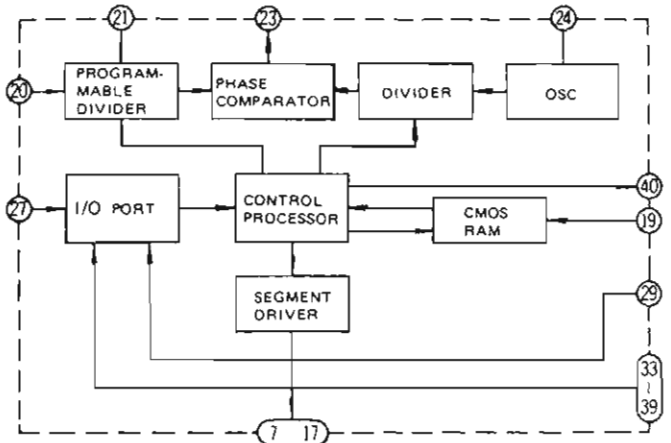 21
23
24
20
PROGRAM-
MABLE
DIVIDER
PHASE
COMPARATOR
DIVIDER
OSC
27
I/O PORT
CONTROL
PROCESSOR
CMOS
RAM
40
19
SEGMENT
DRIVER
29
33
~
39
7 17